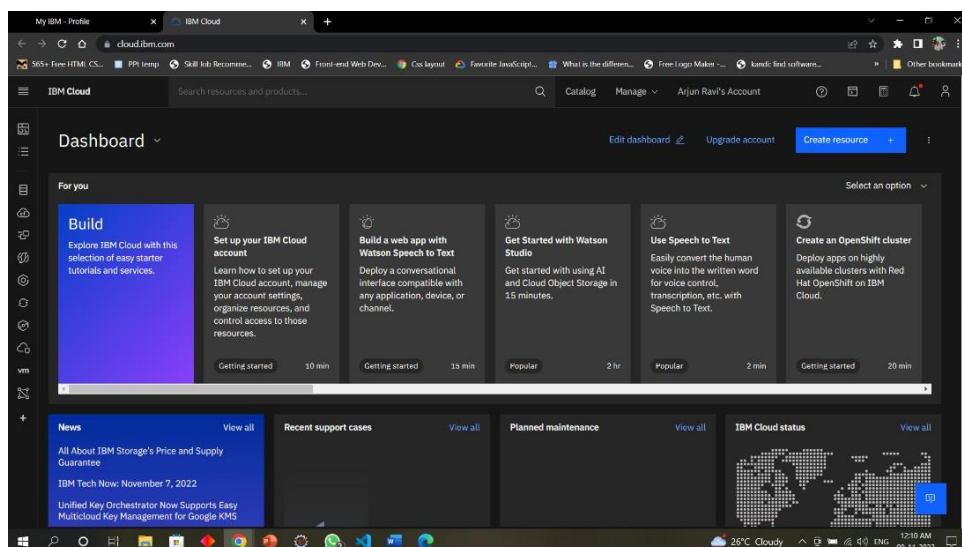 My IBM - Profile
IBM Cloud
cloud.ibm.com
565+ Free HTML CS...
PPt temp
Skill Job Recomme...
IBM
Front-end Web Dev...
Css layout
Favorite JavaScript...
What is the differen...
Free Logo Maker -...
kandic find software...
Other bookmark
IBM Cloud
Search resources and products...
Catalog
Manage
Arjun Ravi's Account
Dashboard
Edit dashboard
Upgrade account
Create resource +
For you
Select an option
Build
Explore IBM Cloud with this
selection of easy starter
tutorials and services.
Set up your IBM Cloud
account
Learn how to set up your
IBM Cloud account, manage
your account settings,
organize resources, and
control access to those
resources.
Getting started 10 min
Build a web app with
Watson Speech to Text
Deploy a conversational
interface compatible with
any application, device, or
channel.
Getting started 15 min
Get Started with Watson
Studio
Get started with using AI
and Cloud Object Storage in
15 minutes.
Popular 2 hr
Use Speech to Text
Easily convert the human
voice into the written word
for voice control,
transcription, etc. with
Speech to Text.
Popular 2 min
Create an OpenShift cluster
Deploy apps on highly
available clusters with Red
Hat OpenShift on IBM
Cloud.
Getting started 20 min
vm
News View all
All About IBM Storage's Price and Supply
Guarantee
IBM Tech Now: November 7, 2022
Unified Key Orchestrator Now Supports Easy
Multicloud Key Management for Google KMS
Recent support cases View all
Planned maintenance View all
IBM Cloud status View all
26°C Cloudy
ENG
12:10 AM